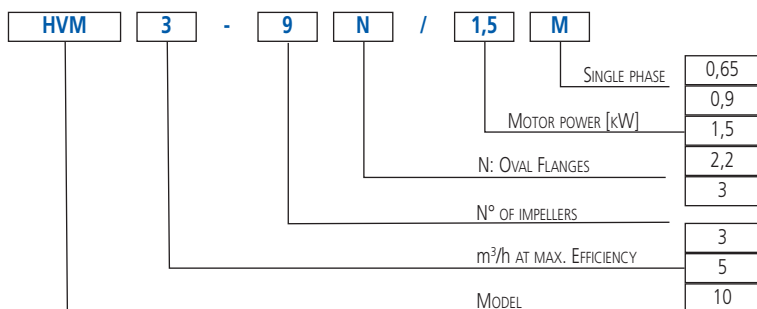 HVM 3 - 9 N / 1,5 M
SINGLE PHASE
0,65
0,9
MOTOR POWER [KW]
1,5
N: OVAL FLANGES
2,2
3
N° OF IMPELLERS
3
m³/h AT MAX. EFFICIENCY
5
MODEL
10